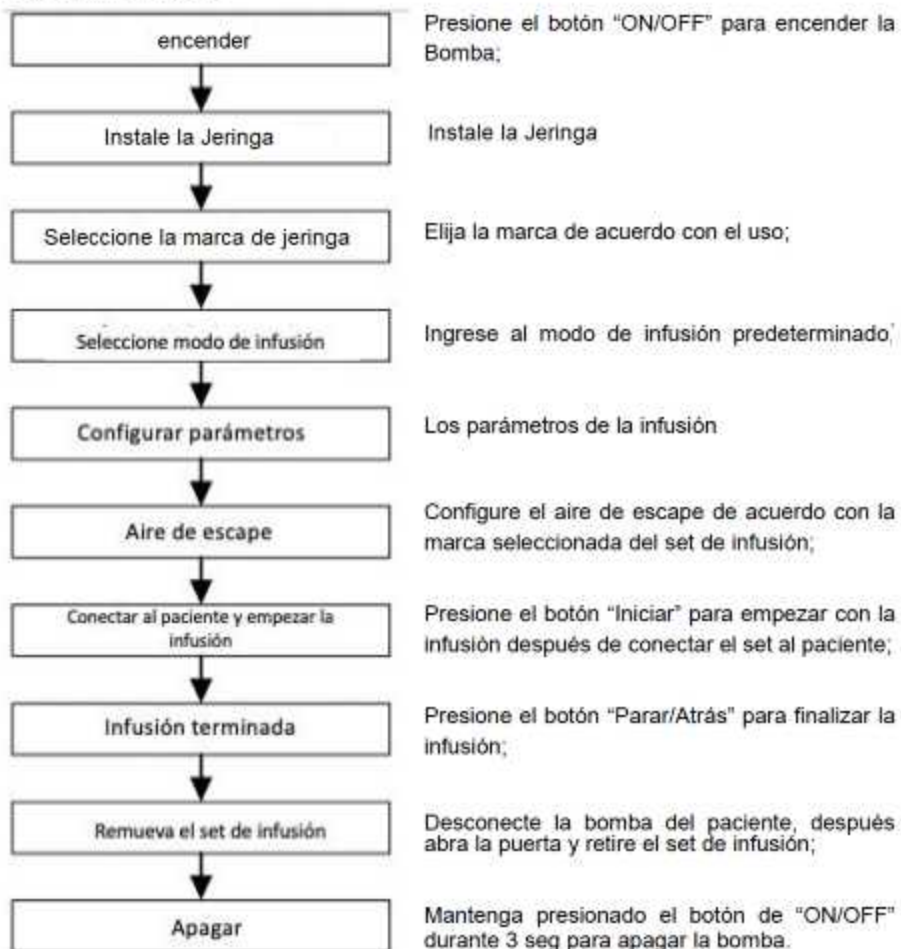 encender
Presione el botón “ON/OFF” para encender la
Bomba;
Instale la Jeringa
Instale la Jeringa
Seleccione la marca de jeringa
Elija la marca de acuerdo con el uso;
Seleccione modo de infusión
Ingrese al modo de infusión predeterminado;
Configurar parámetros
Los parámetros de la infusión
Aire de escape
Configure el aire de escape de acuerdo con la
marca seleccionada del set de infusión;
Conectar al paciente y empezar la
infusión
Presione el botón “Iniciar” para empezar con la
infusión después de conectar el set al paciente;
Infusión terminada
Presione el botón “Parar/Atrás” para finalizar la
infusión;
Remueva el set de infusión
Desconecte la bomba del paciente, después
abra la puerta y retire el set de infusión;
Apagar
Mantenga presionado el botón de “ON/OFF”
durante 3 seg para apagar la bomba.